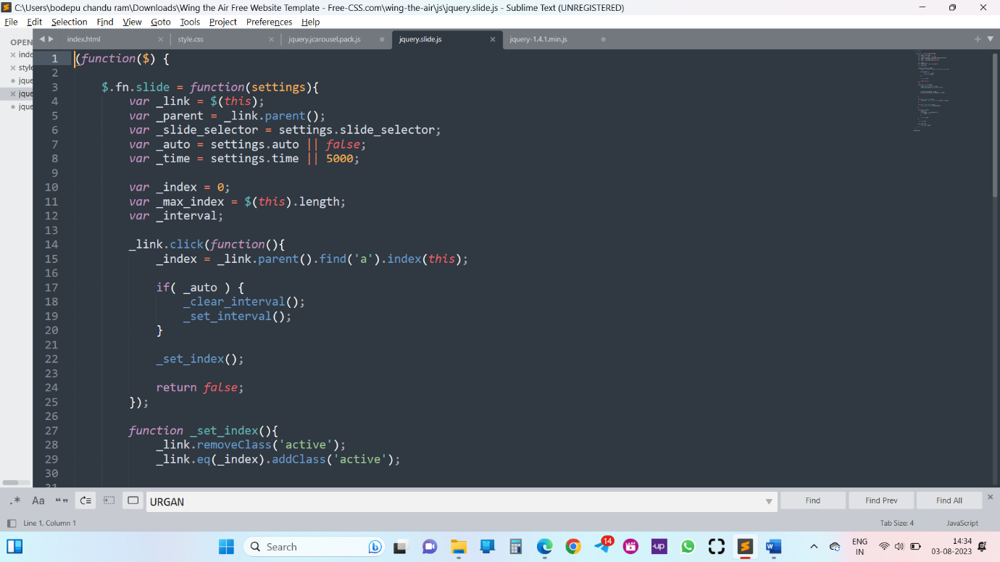 C:\Users\bodepu chandu ram\Downloads\Wing the Air Free Website Template - Free-CSS.com\wing-the-air\js\jquery.slide.js - Sublime Text (UNREGISTERED)
File Edit Selection Find View Goto Tools Project Preferences Help
OPEN
index.html style.css jquery.jcarousel.pack.js jquery.slide.js jquery-1.4.1.min.js
inde
style
jque
jque
jque
1 (function($) {
2
3 $.fn.slide = function(settings){
4 var _link = $(this);
5 var _parent = _link.parent();
6 var _slide_selector = settings.slide_selector;
7 var _auto = settings.auto || false;
8 var _time = settings.time || 5000;
9
10 var _index = 0;
11 var _max_index = $(this).length;
12 var _interval;
13
14 _link.click(function(){
15 _index = _link.parent().find('a').index(this);
16
17 if( _auto ) {
18 _clear_interval();
19 _set_interval();
20 }
21
22 _set_index();
23
24 return false;
25 });
26
27 function _set_index(){
28 _link.removeClass('active');
29 _link.eq(_index).addClass('active');
30
31
.* Aa “” URGAN Find Find Prev Find All
Line 1, Column 1 Tab Size: 4 JavaScript
Search 14 up W ENG IN 14:34 03-08-2023